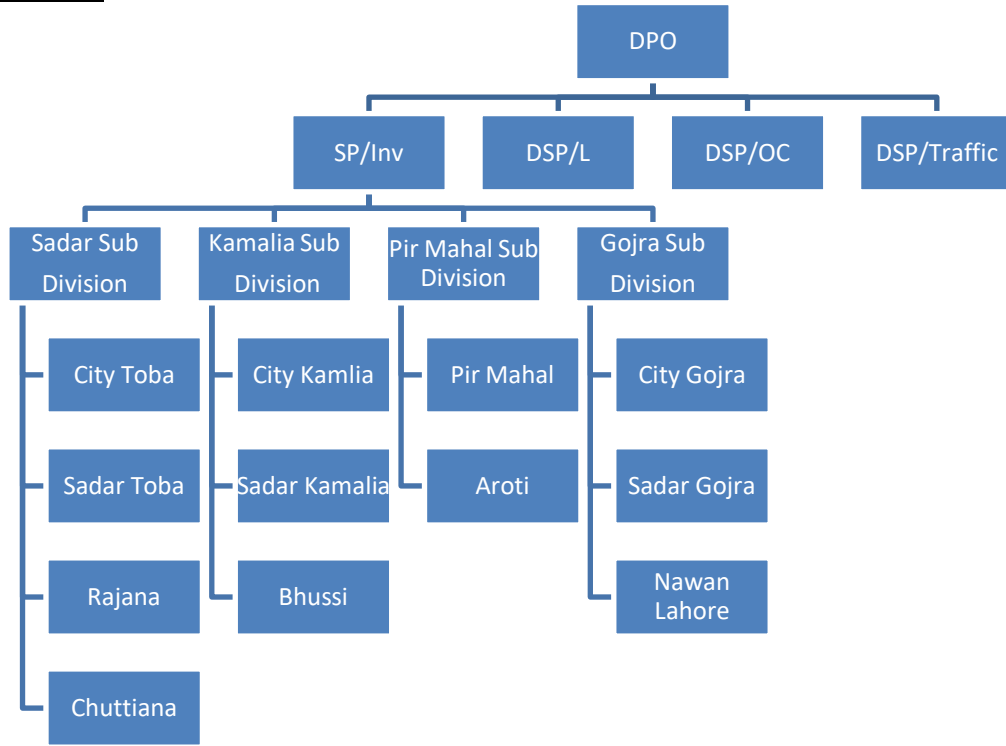 DPO
SP/Inv
DSP/L
DSP/OC
DSP/Traffic
Sadar Sub
Division
Kamalia Sub
Division
Pir Mahal Sub
Division
Gojra Sub
Division
City Toba
Sadar Toba
Rajana
Chuttiana
City Kamlia
Sadar Kamalia
Bhussi
Pir Mahal
Aroti
City Gojra
Sadar Gojra
Nawan
Lahore